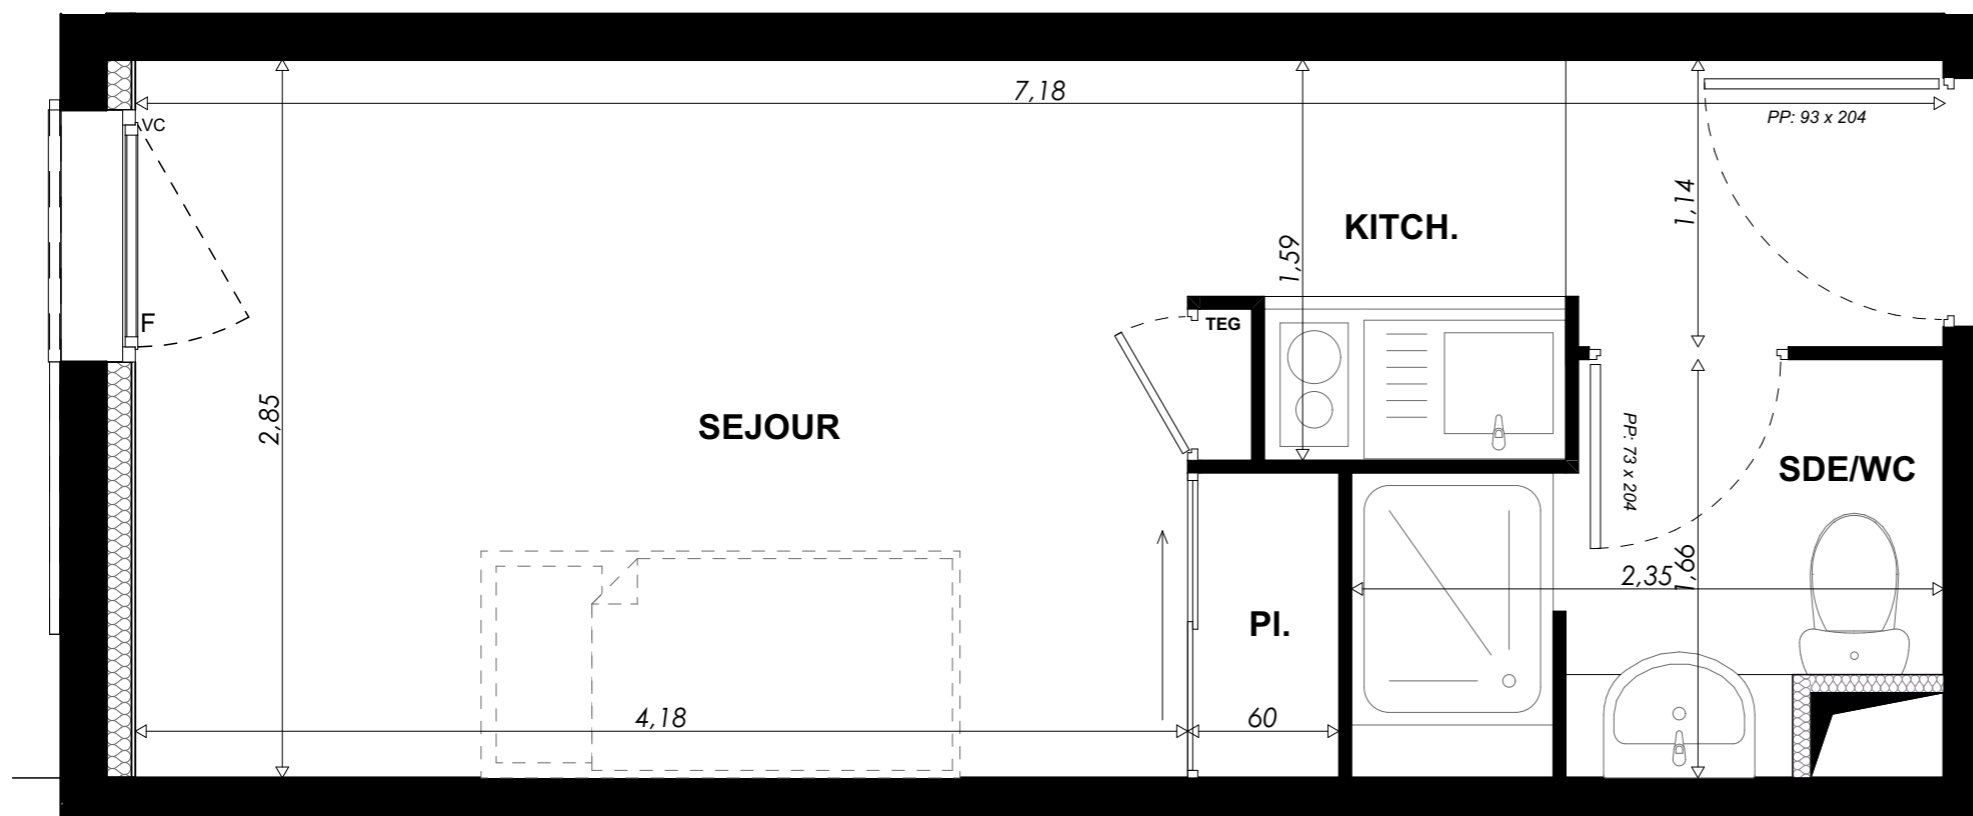 7,18
VC
PP: 93 x 204
1,14
KITCH.
1,59
F
TEG
2,85
SEJOUR
PP: 73 x 204
SDE/WC
1,66
2,35
Pl.
4,18
60